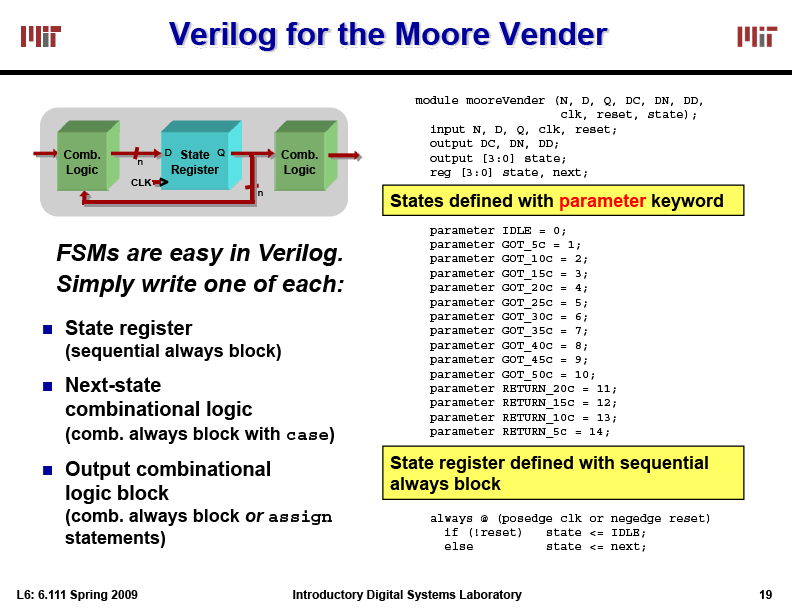 Verilog for the Moore Vender
Comb.
Logic
n
D State Q
Register
CLK
n
Comb.
Logic
FSMs are easy in Verilog.
Simply write one of each:
State register
(sequential always block)
Next-state
combinational logic
(comb. always block with case)
Output combinational
logic block
(comb. always block or assign
statements)
module mooreVender (N, D, Q, DC, DN, DD,
clk, reset, state);
input N, D, Q, clk, reset;
output DC, DN, DD;
output [3:0] state;
reg [3:0] state, next;
States defined with parameter keyword
parameter IDLE = 0;
parameter GOT_5c = 1;
parameter GOT_10c = 2;
parameter GOT_15c = 3;
parameter GOT_20c = 4;
parameter GOT_25c = 5;
parameter GOT_30c = 6;
parameter GOT_35c = 7;
parameter GOT_40c = 8;
parameter GOT_45c = 9;
parameter GOT_50c = 10;
parameter RETURN_20c = 11;
parameter RETURN_15c = 12;
parameter RETURN_10c = 13;
parameter RETURN_5c = 14;
State register defined with sequential
always block
always @ (posedge clk or negedge reset)
if (!reset) state <= IDLE;
else state <= next;
L6: 6.111 Spring 2009
Introductory Digital Systems Laboratory
19